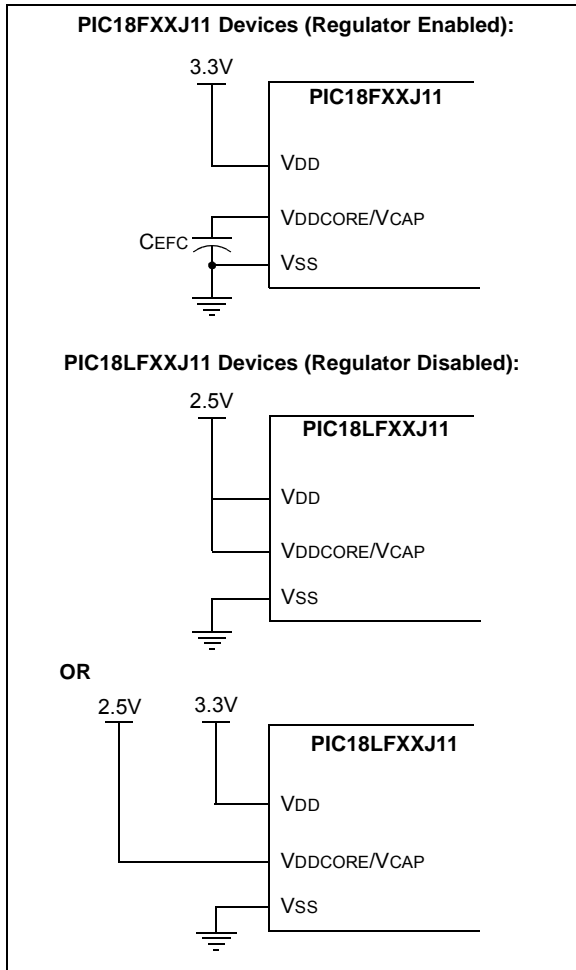 PIC18FXXJ11 Devices (Regulator Enabled):
3.3V
PIC18FXXJ11
VDD
VDDCORE/VCAP
CEFC
VSS
PIC18LFXXJ11 Devices (Regulator Disabled):
2.5V
PIC18LFXXJ11
VDD
VDDCORE/VCAP
VSS
OR
2.5V 3.3V
PIC18LFXXJ11
VDD
VDDCORE/VCAP
VSS